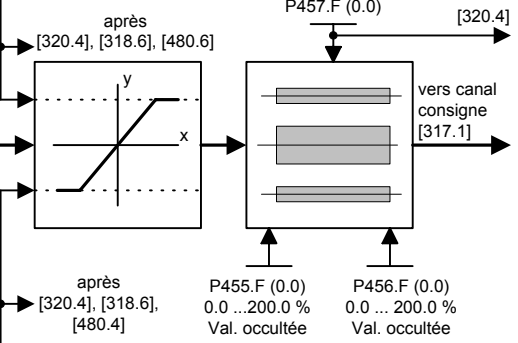 P457.F (0.0)
[320.4]
après
[320.4], [318.6], [480.6]
y
x
vers canal
consigne
[317.1]
après
[320.4], [318.6],
[480.4]
P455.F (0.0)
0.0 ...200.0 %
Val. occultée
P456.F (0.0)
0.0 ... 200.0 %
Val. occultée